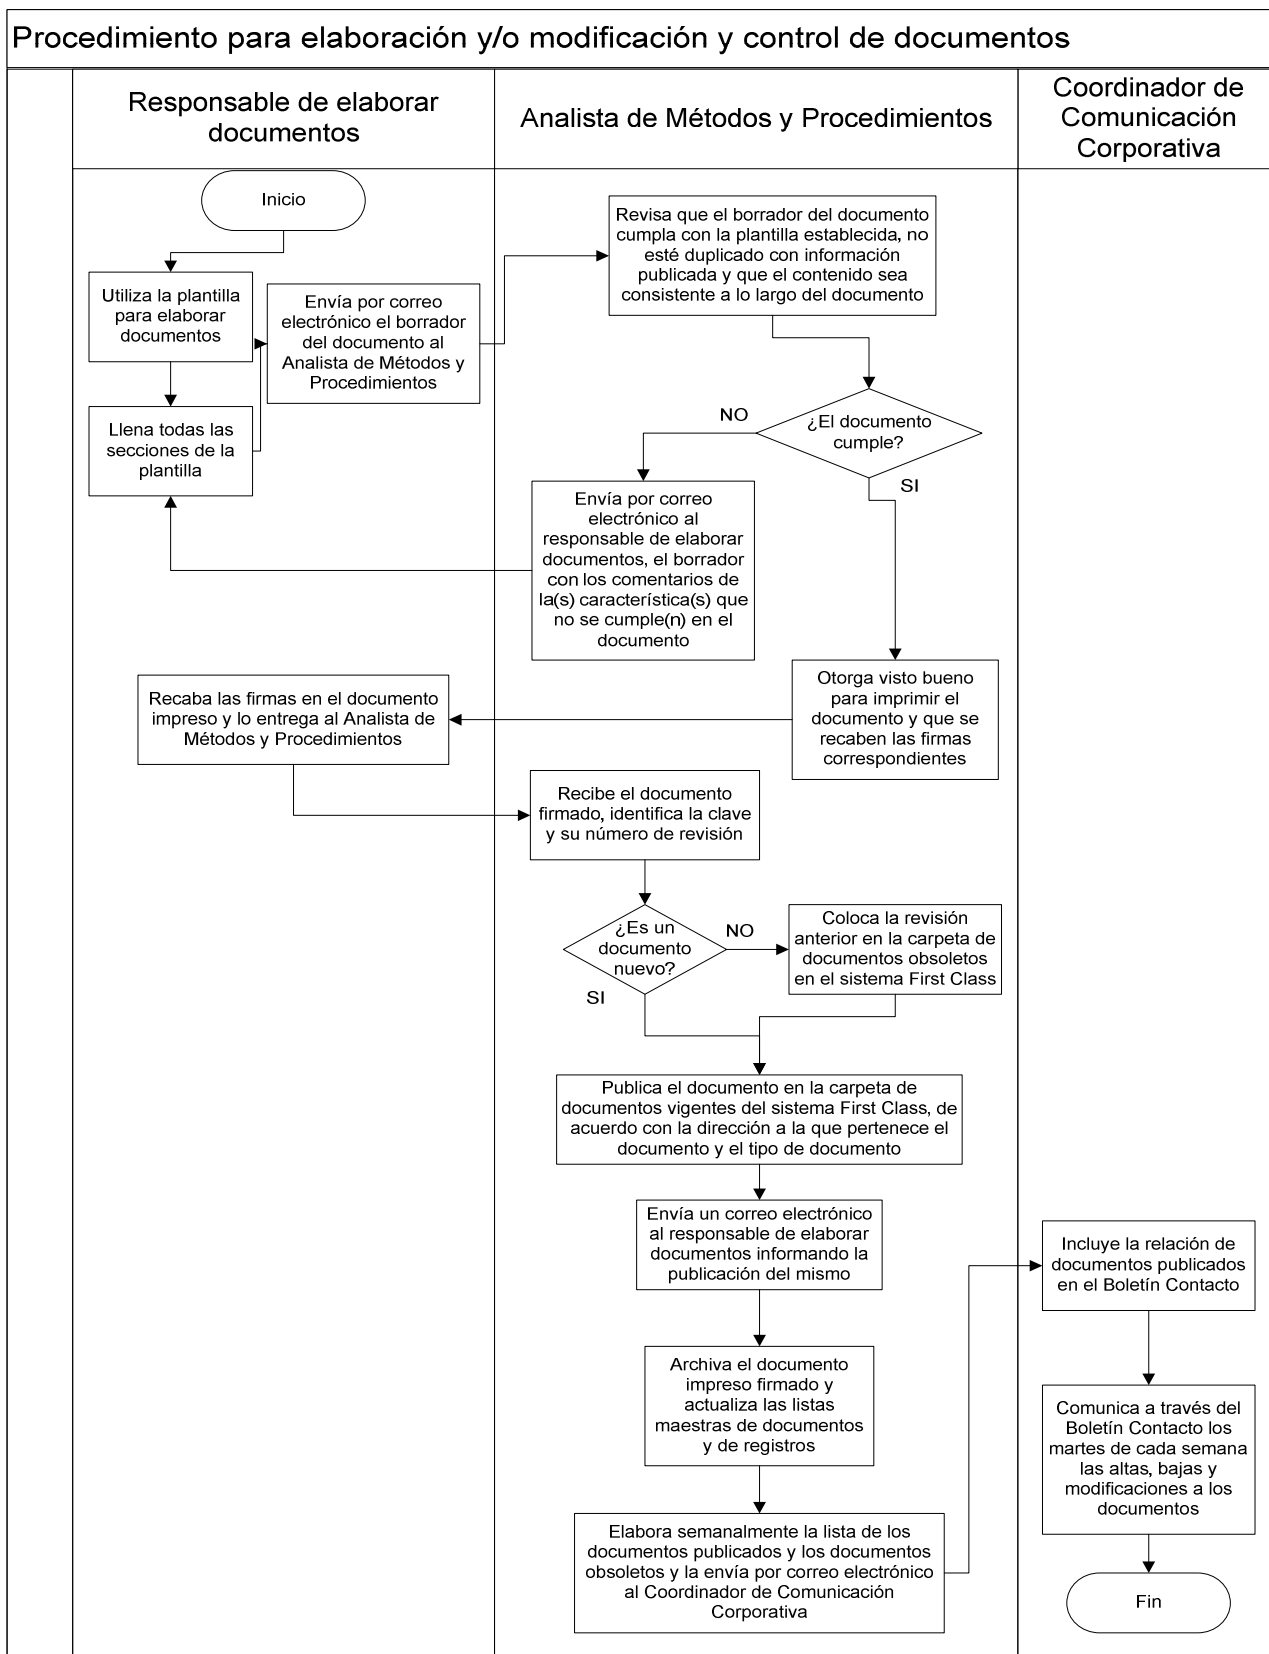 Procedimiento para elaboración y/o modificación y control de documentos
Responsable de elaborar
documentos
Analista de Métodos y Procedimientos
Coordinador de
Comunicación
Corporativa
Inicio
Utiliza la plantilla
para elaborar
documentos
Llena todas las
secciones de la
plantilla
Envía por correo
electrónico el borrador
del documento al
Analista de Métodos y
Procedimientos
Revisa que el borrador del documento
cumpla con la plantilla establecida, no
esté duplicado con información
publicada y que el contenido sea
consistente a lo largo del documento
¿El documento
cumple?
NO
SI
Envía por correo
electrónico al
responsable de elaborar
documentos, el borrador
con los comentarios de
la(s) característica(s) que
no se cumple(n) en el
documento
Otorga visto bueno
para imprimir el
documento y que se
recaben las firmas
correspondientes
Recaba las firmas en el documento
impreso y lo entrega al Analista de
Métodos y Procedimientos
Recibe el documento
firmado, identifica la clave
y su número de revisión
¿Es un
documento
nuevo?
NO
SI
Coloca la revisión
anterior en la carpeta de
documentos obsoletos
en el sistema First Class
Publica el documento en la carpeta de
documentos vigentes del sistema First Class, de
acuerdo con la dirección a la que pertenece el
documento y el tipo de documento
Envía un correo electrónico
al responsable de elaborar
documentos informando la
publicación del mismo
Archiva el documento
impreso firmado y
actualiza las listas
maestras de documentos
y de registros
Elabora semanalmente la lista de los
documentos publicados y los documentos
obsoletos y la envía por correo electrónico
al Coordinador de Comunicación
Corporativa
Incluye la relación de
documentos publicados
en el Boletín Contacto
Comunica a través del
Boletín Contacto los
martes de cada semana
las altas, bajas y
modificaciones a los
documentos
Fin